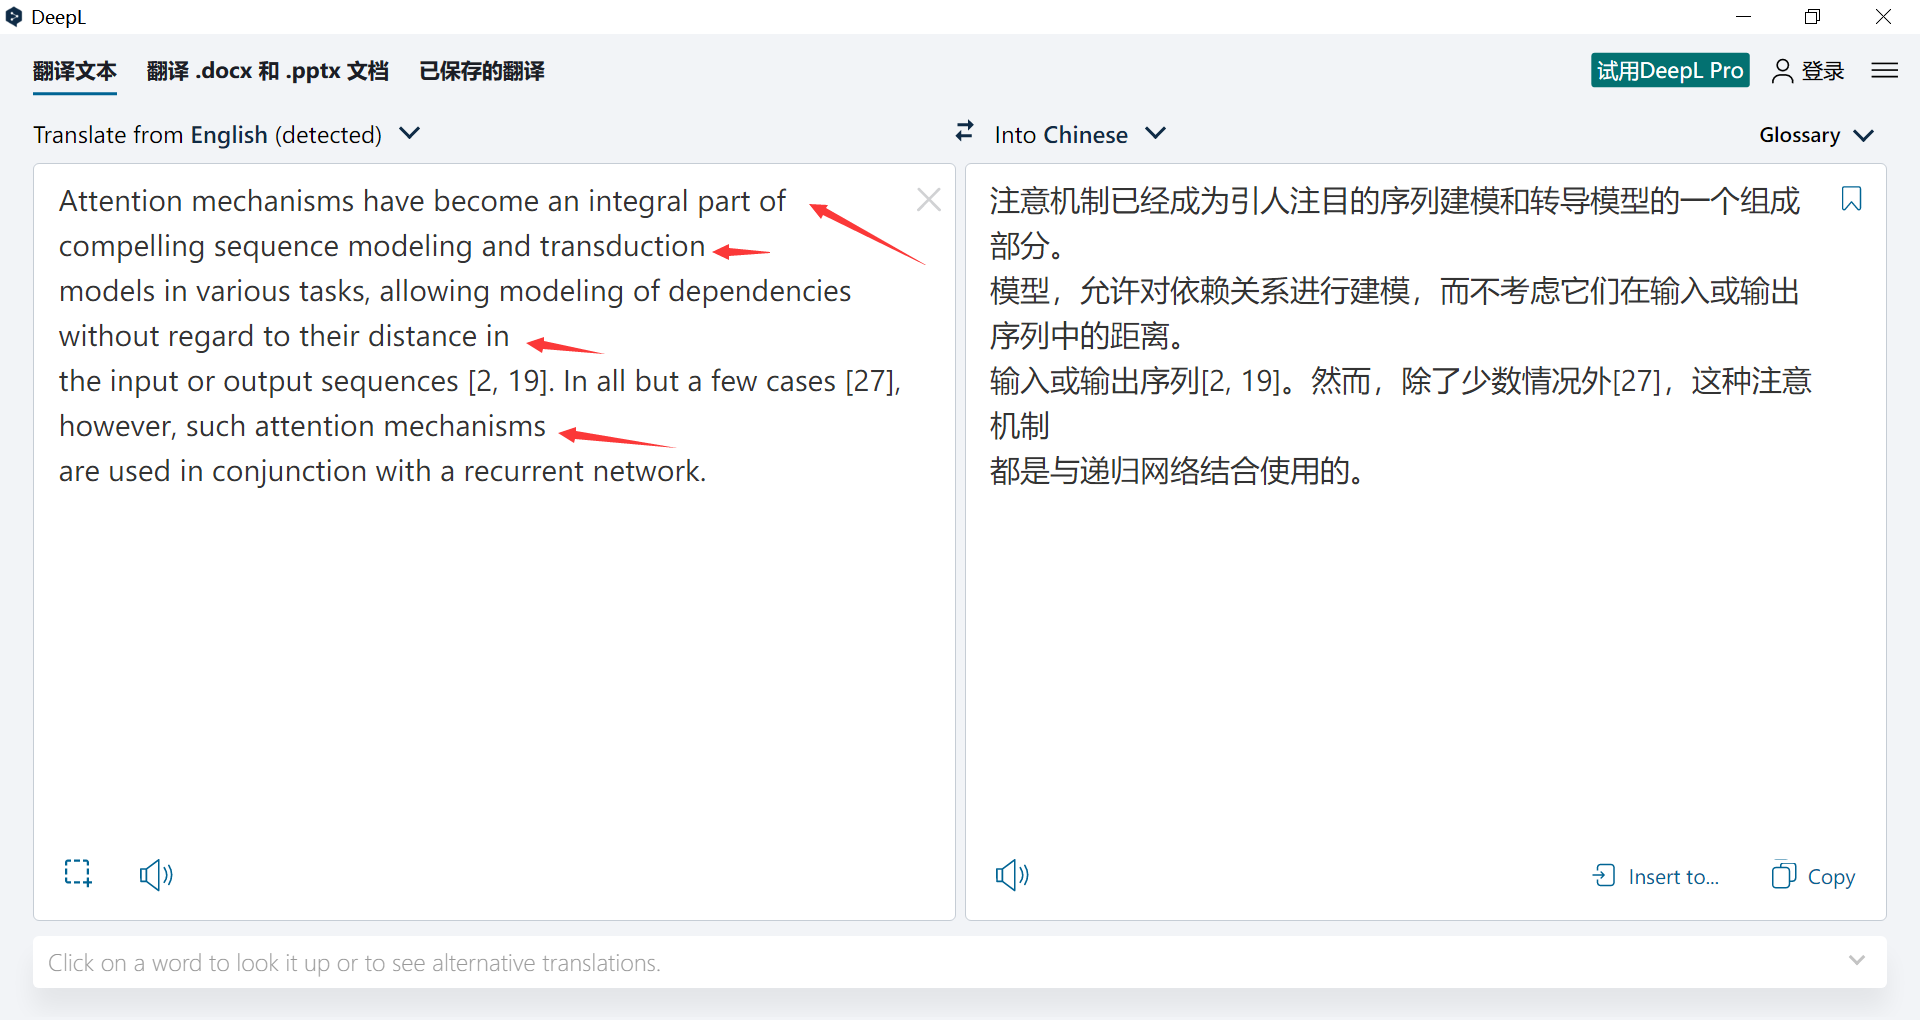 DeepL
翻译文本 翻译 .docx 和 .pptx 文档 已保存的翻译 试用DeepL Pro 登录
Translate from English (detected) Into Chinese Glossary
Attention mechanisms have become an integral part of
compelling sequence modeling and transduction
models in various tasks, allowing modeling of dependencies
without regard to their distance in
the input or output sequences [2, 19]. In all but a few cases [27],
however, such attention mechanisms
are used in conjunction with a recurrent network.
注意机制已经成为引人注目的序列建模和转导模型的一个组成
部分。
模型，允许对依赖关系进行建模，而不考虑它们在输入或输出
序列中的距离。
输入或输出序列[2, 19]。然而，除了少数情况外[27]，这种注意
机制
都是与递归网络结合使用的。
Insert to... Copy
Click on a word to look it up or to see alternative translations.